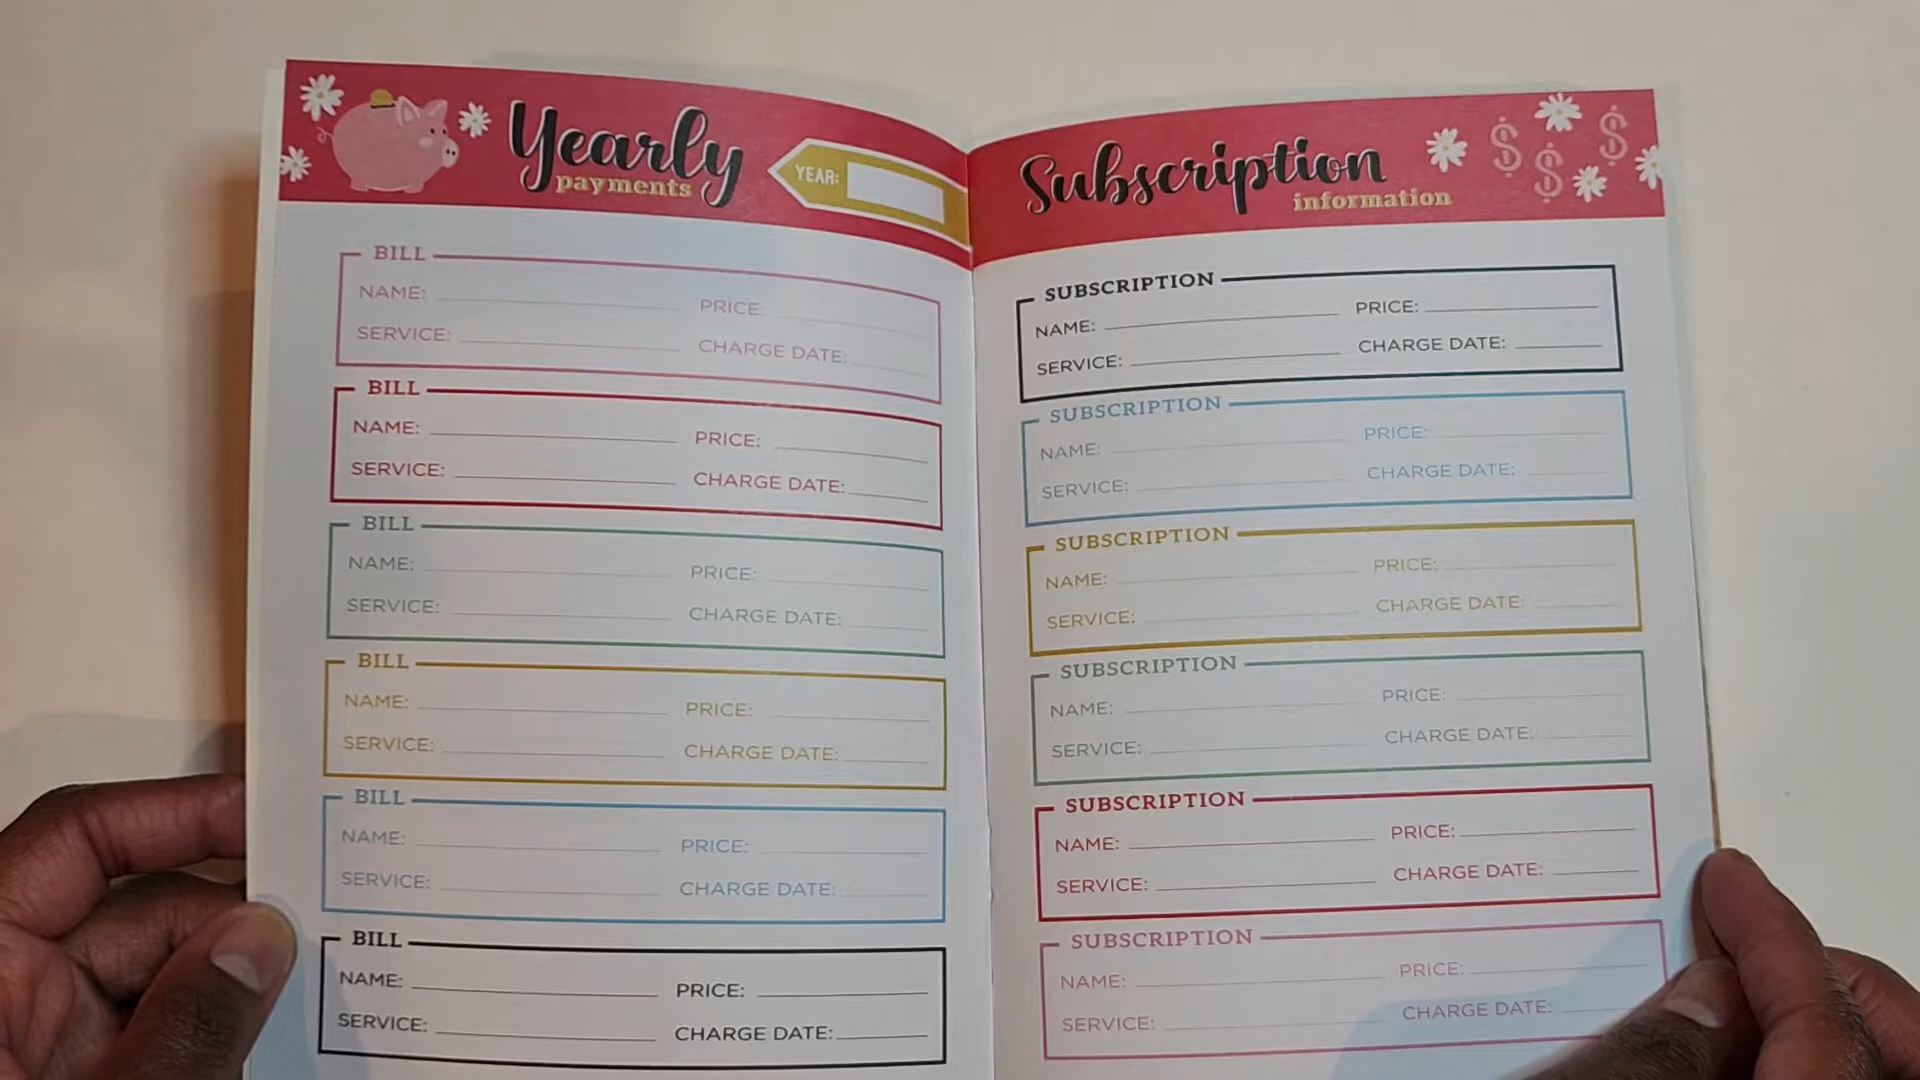 Yearly
payments
YEAR:
BILL
NAME: PRICE:
SERVICE: CHARGE DATE:
BILL
NAME: PRICE:
SERVICE: CHARGE DATE:
BILL
NAME: PRICE:
SERVICE: CHARGE DATE:
BILL
NAME: PRICE:
SERVICE: CHARGE DATE:
BILL
NAME: PRICE:
SERVICE: CHARGE DATE:
BILL
NAME: PRICE:
SERVICE: CHARGE DATE:
Subscription
information
$ $ $
SUBSCRIPTION
NAME: PRICE:
SERVICE: CHARGE DATE:
SUBSCRIPTION
NAME: PRICE:
SERVICE: CHARGE DATE:
SUBSCRIPTION
NAME: PRICE:
SERVICE: CHARGE DATE:
SUBSCRIPTION
NAME: PRICE:
SERVICE: CHARGE DATE:
SUBSCRIPTION
NAME: PRICE:
SERVICE: CHARGE DATE:
SUBSCRIPTION
NAME: PRICE:
SERVICE: CHARGE DATE: